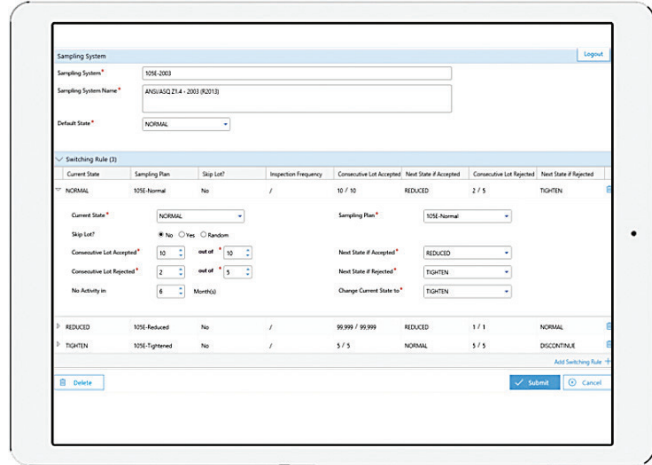 Sampling System
Logout
Sampling System*
105E-2003
Sampling System Name*
ANSI/ASQ Z1.4 - 2003 (R2013)
Default State*
NORMAL
Switching Rule (3)
Current State Sampling Plan Skip Lot? Inspection Frequency Consecutive Lot Accepted Next State if Accepted Consecutive Lot Rejected Next State if Rejected
NORMAL 105E-Normal No / 10 / 10 REDUCED 2 / 5 TIGHTEN
Current State* NORMAL Sampling Plan* 105E-Normal
Skip Lot? No Yes Random
Consecutive Lot Accepted* 10 out of * 10 Next State if Accepted* REDUCED
Consecutive Lot Rejected* 2 out of * 5 Next State if Rejected* TIGHTEN
No Activity in 6 Month(s) Change Current State to* TIGHTEN
REDUCED 105E-Reduced No / 99,999 / 99,999 REDUCED 1 / 1 NORMAL
TIGHTEN 105E-Tightened No / 5 / 5 NORMAL 5 / 5 DISCONTINUE
Add Switching Rule +
Delete
Submit
Cancel